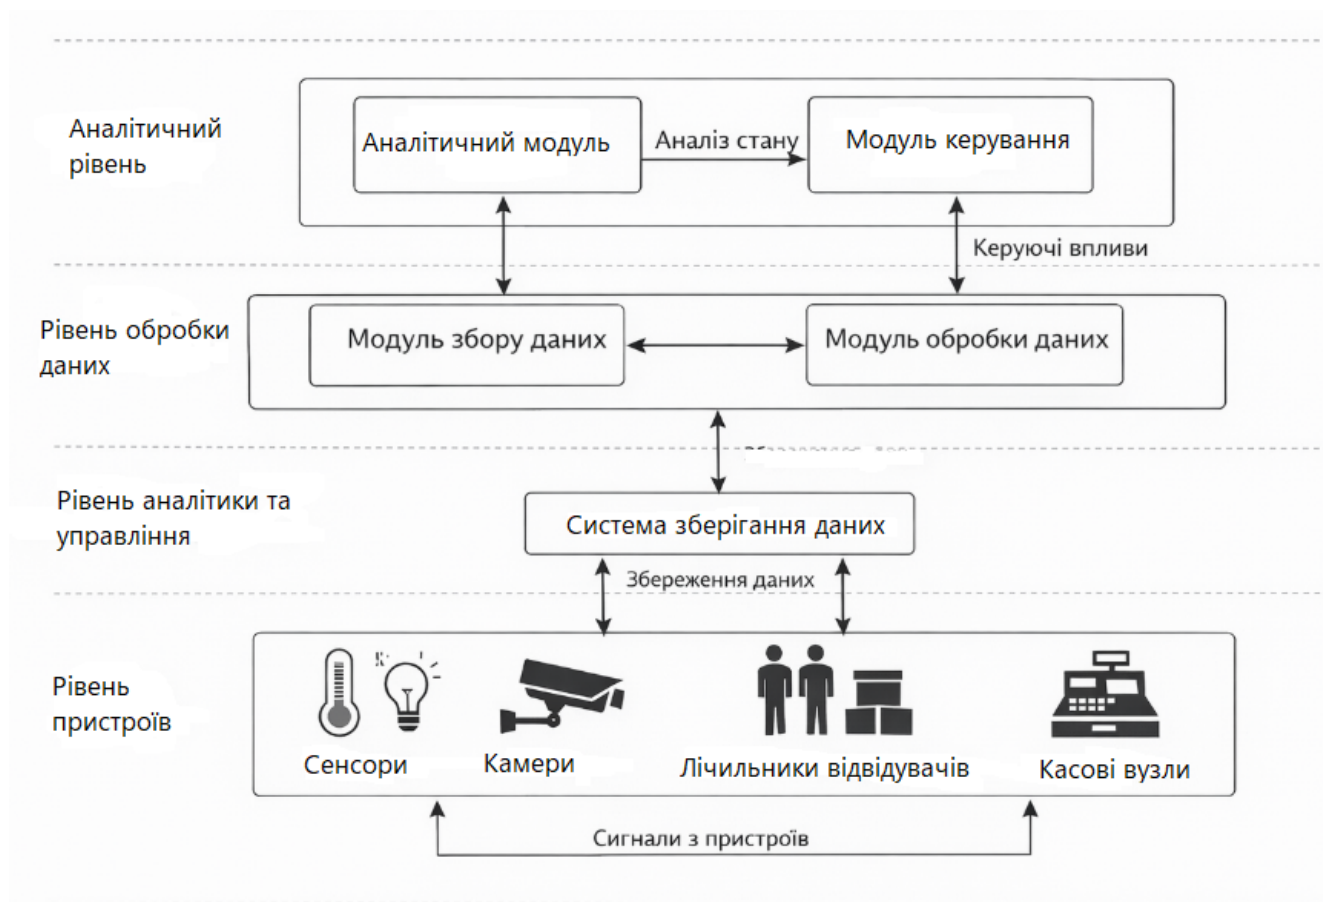 Аналітичний
рівень
Аналітичний модуль
Аналіз стану
Модуль керування
Керуючі впливи
Рівень обробки
даних
Модуль збору даних
Модуль обробки даних
Рівень аналітики та
управління
Система зберігання даних
Збереження даних
Рівень
пристроїв
Сенсори
Камери
Лічильники відвідувачів
Касові вузли
Сигнали з пристроїв